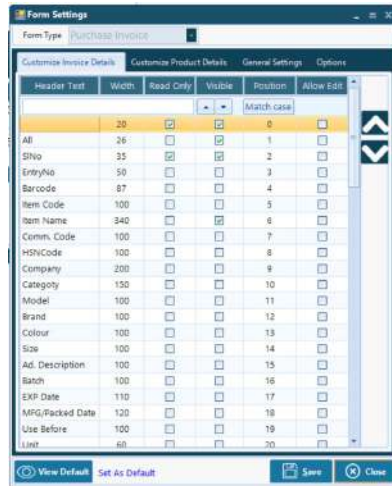 Form Settings
Form Type Purchase Invoice
Customize Invoice Details Customize Product Details General Settings Options
Header Text Width Read Only Visible Position Allow Edit
Match case
20 0
All 26 1
SlNo 35 2
EntryNo 50 3
Barcode 87 4
Item Code 100 5
Item Name 340 6
Comm. Code 100 7
HSNCode 100 8
Company 200 9
Categoty 150 10
Model 100 11
Brand 100 12
Colour 100 13
Size 100 14
Ad. Description 100 15
Batch 100 16
EXP Date 110 17
MFG/Packed Date 120 18
Use Before 100 19
Unit 60 20
View Default Set As Default Save Close